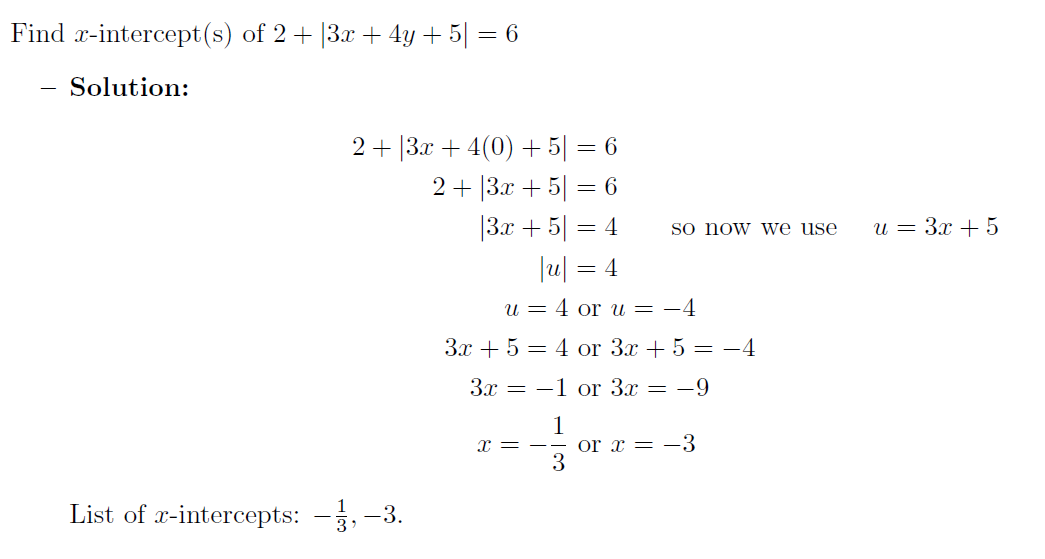 Find x-intercept(s) of 2 + |3x + 4y + 5| = 6
– Solution:
2 + |3x + 4(0) + 5| = 6
2 + |3x + 5| = 6
|3x + 5| = 4 so now we use u = 3x + 5
|u| = 4
u = 4 or u = −4
3x + 5 = 4 or 3x + 5 = −4
3x = −1 or 3x = −9
x = −1/3 or x = −3
List of x-intercepts: −1/3, −3.